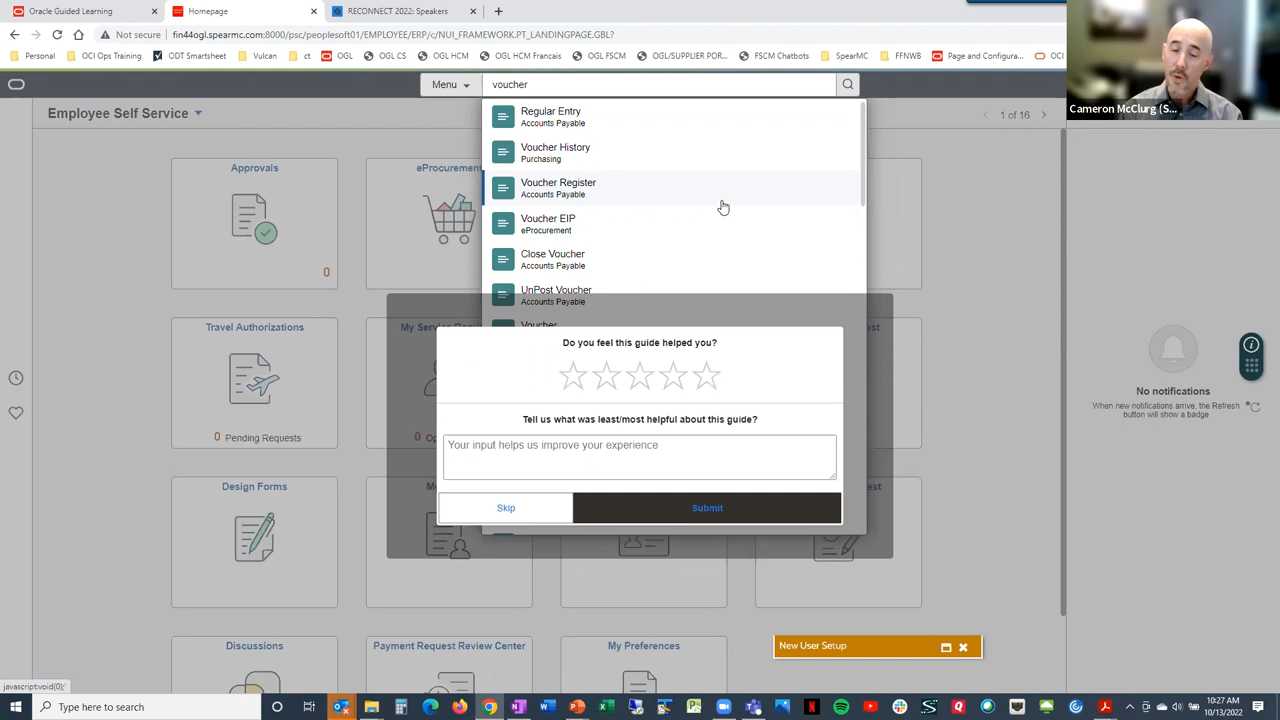 Oracle Guided Learning
Homepage
RECONNECT 2022: Speakers
Not secure
fin44ogl.spearmc.com:8000/psc/peoplesoft01/EMPLOYEE/ERP/c/NUI_FRAMEWORK.PT_LANDINGPAGE.GBL?
Personal
OCI Ops Training
ODT Smartsheet
Vulcan
ct
OGL
OGL CS
OGL HCM
OGL HCM Francisc...
OGL FSCM
OGL/SUPPLIER POR...
FSCM Chatbots
SpearMC
FFNWB
Page and Configura...
OCI
Menu
voucher
Cameron McClurg (S...
Employee Self Service
1 of 16
Regular Entry
Accounts Payable
Voucher History
Purchasing
Voucher Register
Accounts Payable
Voucher EIP
eProcurement
Close Voucher
Accounts Payable
UnPost Voucher
Accounts Payable
Voucher
Approvals
0
eProcurement
Travel Authorizations
0 Pending Requests
Do you feel this guide helped you?
Tell us what was least/most helpful about this guide?
Your input helps us improve your experience
Skip
Submit
No notifications
When new notifications arrive, the Refresh
button will show a badge
Design Forms
Discussions
Payment Request Review Center
My Preferences
New User Setup
javascript:void(0);'
Type here to search
10:27 AM
10/13/2022